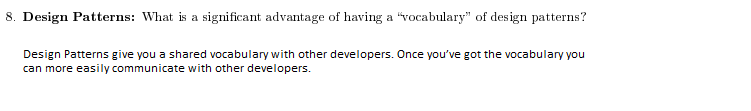 8. Design Patterns: What is a significant advantage of having a “vocabulary” of design patterns?
Design Patterns give you a shared vocabulary with other developers. Once you've got the vocabulary you
can more easily communicate with other developers.